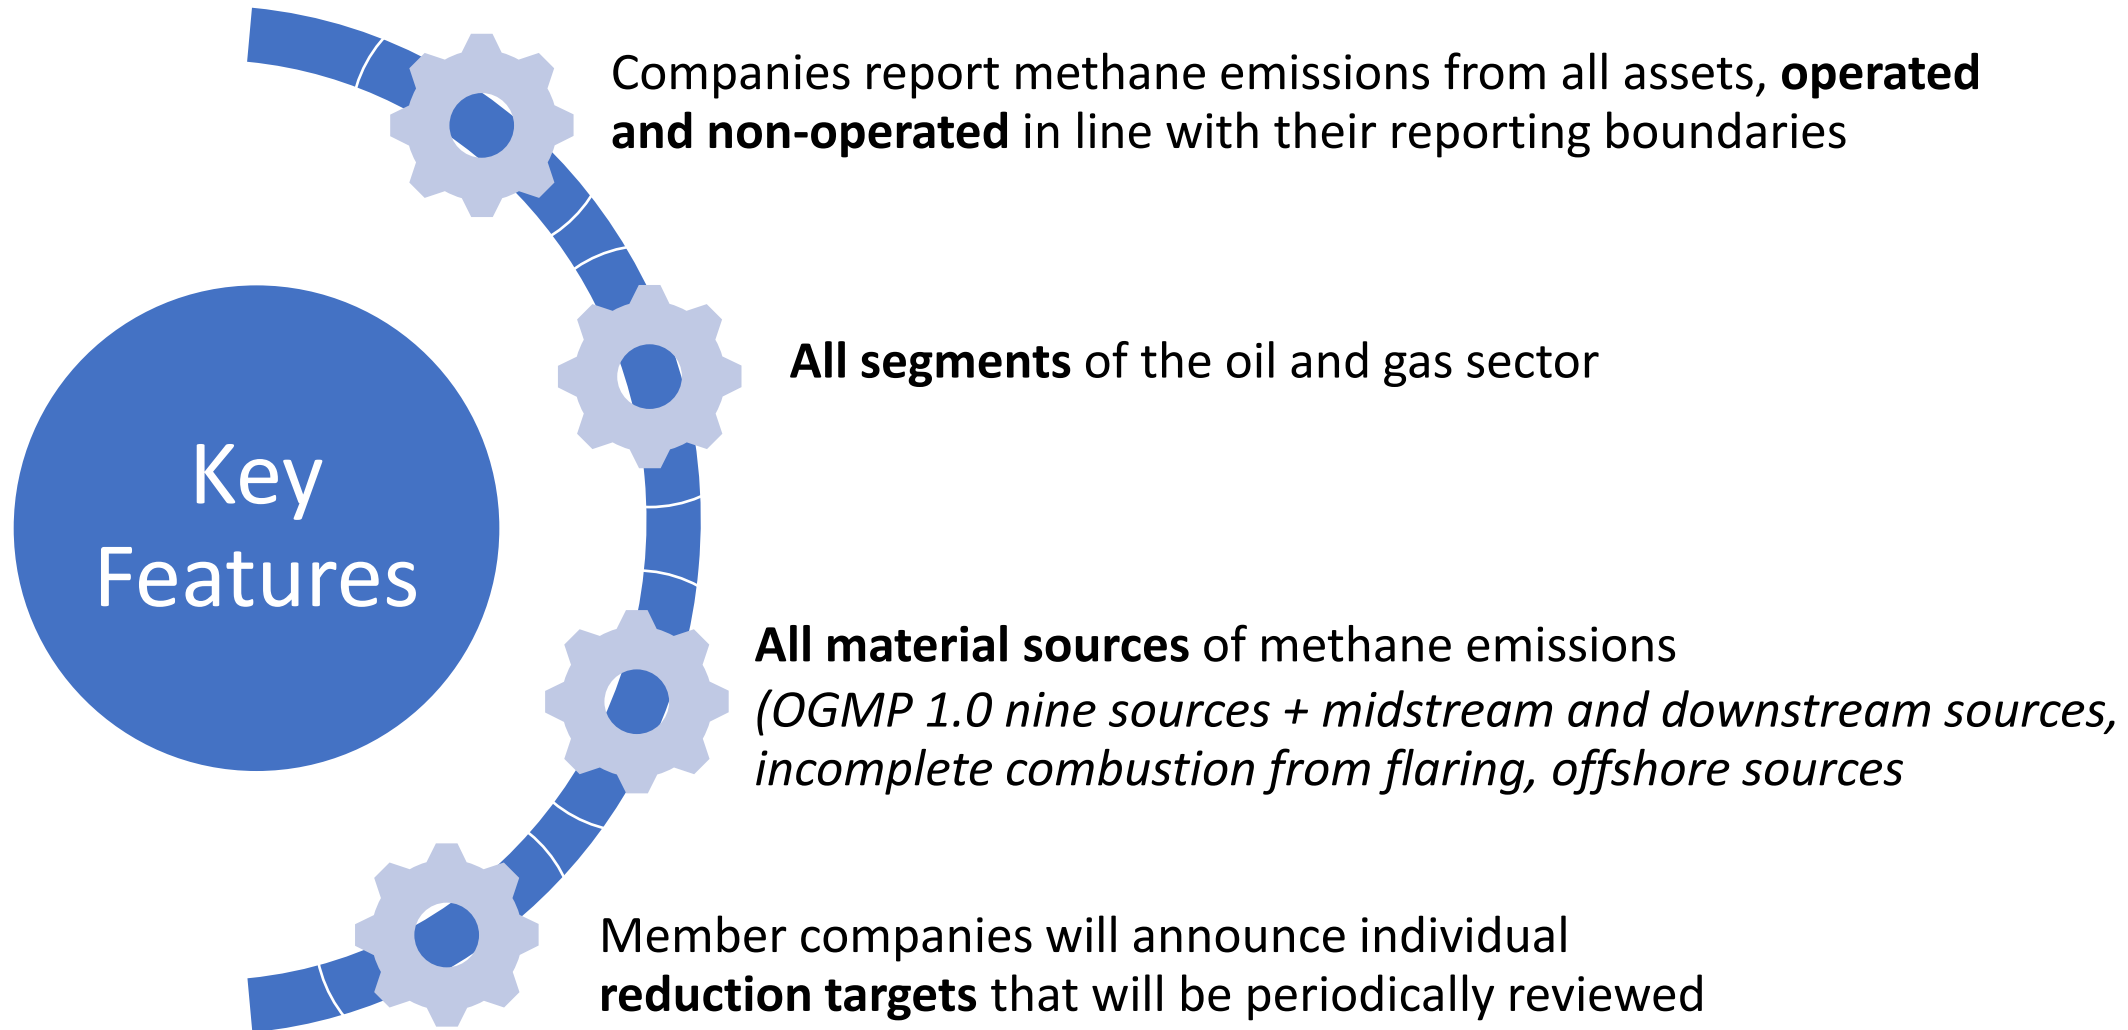 Key
Features
Companies report methane emissions from all assets, operated
and non-operated in line with their reporting boundaries
All segments of the oil and gas sector
All material sources of methane emissions
(OGMP 1.0 nine sources + midstream and downstream sources,
incomplete combustion from flaring, offshore sources
Member companies will announce individual
reduction targets that will be periodically reviewed